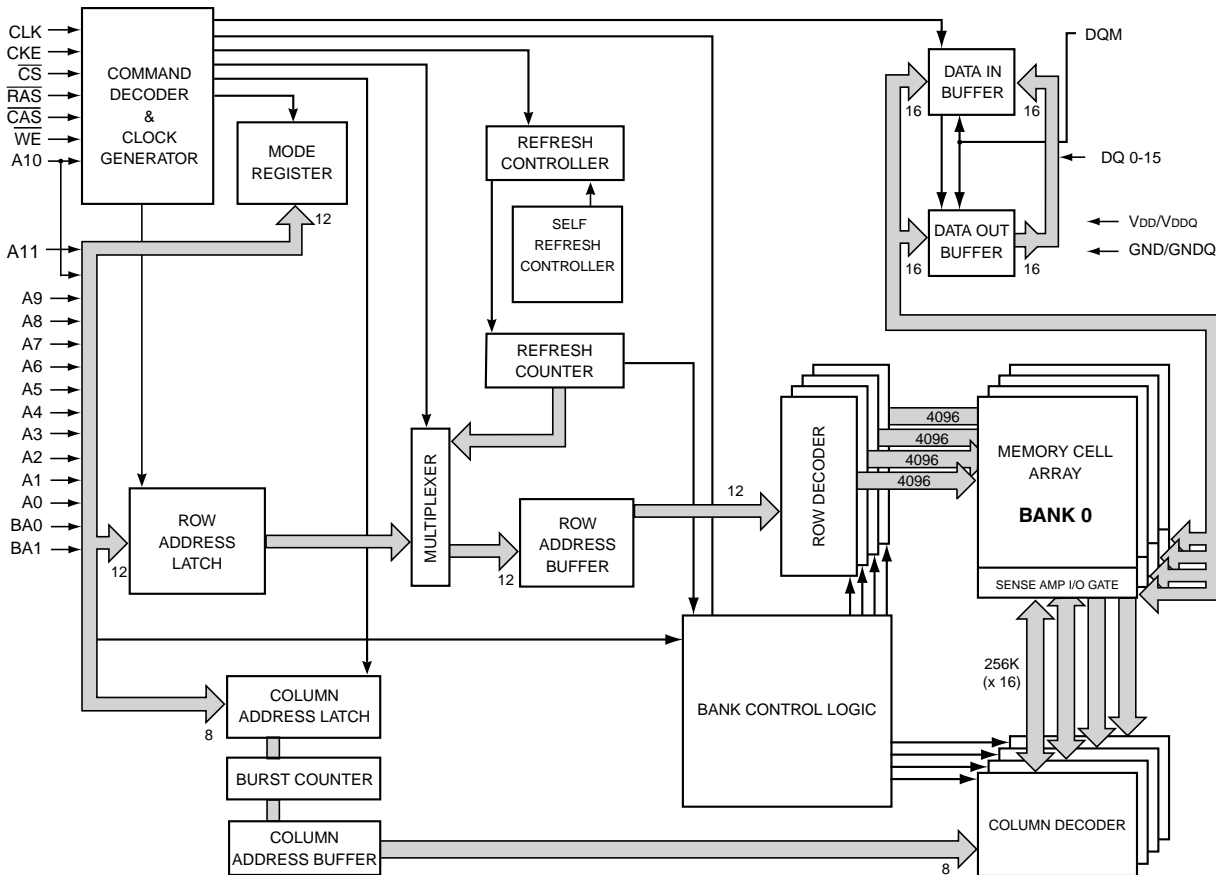 CLK
CKE
CS
RAS
CAS
WE
A10
A11
A9
A8
A7
A6
A5
A4
A3
A2
A1
A0
BA0
BA1
COMMAND
DECODER
&
CLOCK
GENERATOR
MODE
REGISTER
12
REFRESH
CONTROLLER
SELF
REFRESH
CONTROLLER
REFRESH
COUNTER
DATA IN
BUFFER
16
16
DQM
DQ 0-15
VDD/VDDQ
GND/GNDQ
DATA OUT
BUFFER
16
16
12
ROW
ADDRESS
LATCH
MULTIPLEXER
12
ROW
ADDRESS
BUFFER
12
ROW DECODER
4096
4096
4096
4096
MEMORY CELL
ARRAY
BANK 0
SENSE AMP I/O GATE
256K
(x 16)
BANK CONTROL LOGIC
8
COLUMN
ADDRESS LATCH
BURST COUNTER
COLUMN
ADDRESS BUFFER
8
COLUMN DECODER